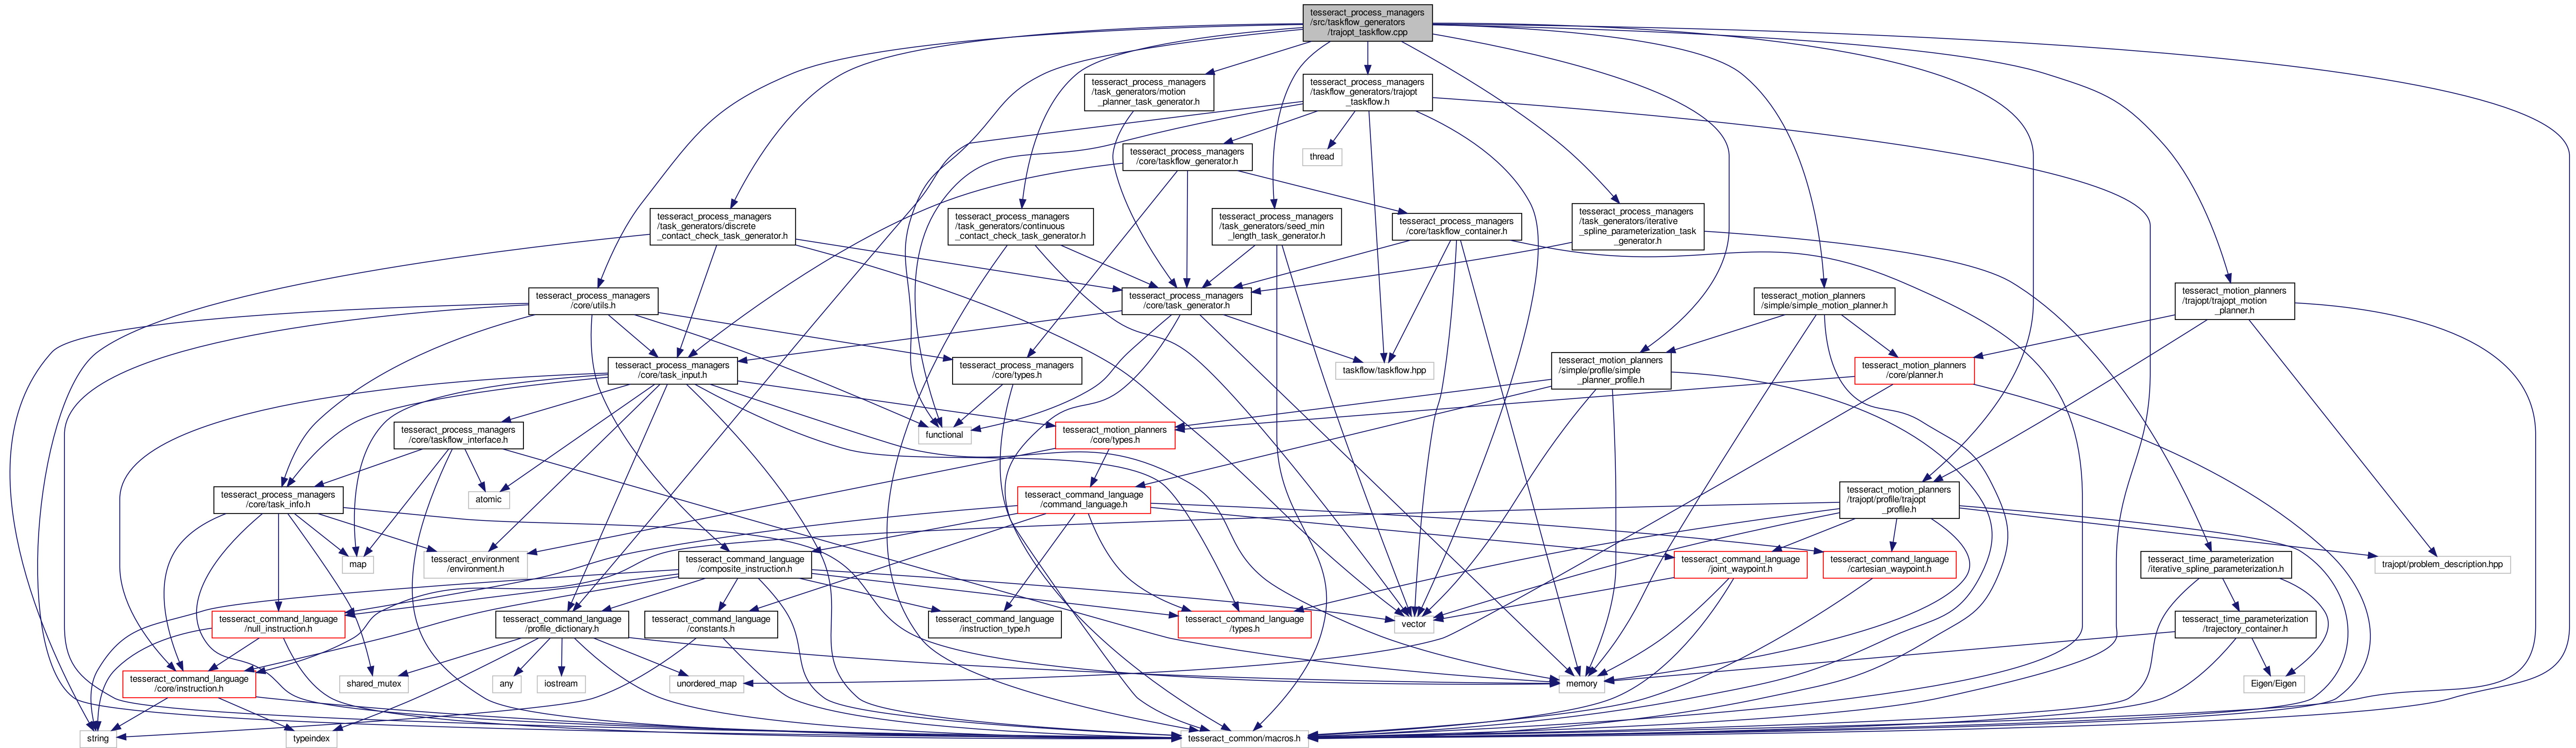 tesseract_process_managers
/src/taskflow_generators
/trajopt_taskflow.cpp
tesseract_process_managers
/task_generators/motion
_planner_task_generator.h
tesseract_process_managers
/taskflow_generators/trajopt
_taskflow.h
tesseract_process_managers
/core/taskflow_generator.h
thread
tesseract_process_managers
/task_generators/discrete
_contact_check_task_generator.h
tesseract_process_managers
/task_generators/continuous
_contact_check_task_generator.h
tesseract_process_managers
/task_generators/seed_min
_length_task_generator.h
tesseract_process_managers
/core/taskflow_container.h
tesseract_process_managers
/task_generators/iterative
_spline_parameterization_task
_generator.h
tesseract_process_managers
/core/utils.h
tesseract_process_managers
/core/task_generator.h
tesseract_motion_planners
/simple/simple_motion_planner.h
tesseract_motion_planners
/trajopt/trajopt_motion
_planner.h
tesseract_process_managers
/core/task_input.h
tesseract_process_managers
/core/types.h
taskflow/taskflow.hpp
tesseract_motion_planners
/simple/profile/simple
_planner_profile.h
tesseract_motion_planners
/core/planner.h
tesseract_process_managers
/core/taskflow_interface.h
functional
tesseract_motion_planners
/core/types.h
tesseract_process_managers
/core/task_info.h
atomic
tesseract_command_language
/command_language.h
tesseract_motion_planners
/trajopt/profile/trajopt
_profile.h
map
tesseract_environment
/environment.h
tesseract_command_language
/composite_instruction.h
tesseract_command_language
/joint_waypoint.h
tesseract_command_language
/cartesian_waypoint.h
tesseract_time_parameterization
/iterative_spline_parameterization.h
trajopt/problem_description.hpp
tesseract_command_language
/null_instruction.h
tesseract_command_language
/profile_dictionary.h
tesseract_command_language
/constants.h
tesseract_command_language
/instruction_type.h
tesseract_command_language
/types.h
vector
tesseract_time_parameterization
/trajectory_container.h
tesseract_command_language
/core/instruction.h
shared_mutex
any
iostream
unordered_map
memory
Eigen/Eigen
string
typeindex
tesseract_common/macros.h